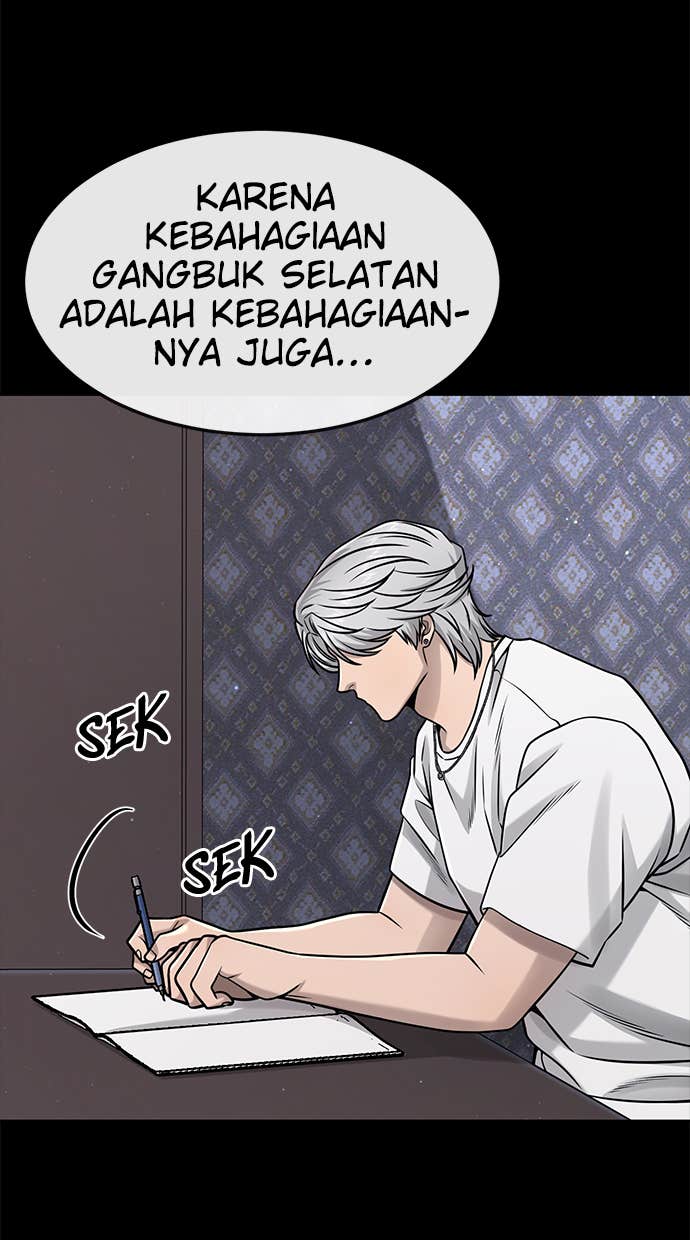 KARENA
KEBAHAGIAAN
GANGBUK SELATAN
ADALAH KEBAHAGIAAN-
NYA JUGA...
SEK
SEK